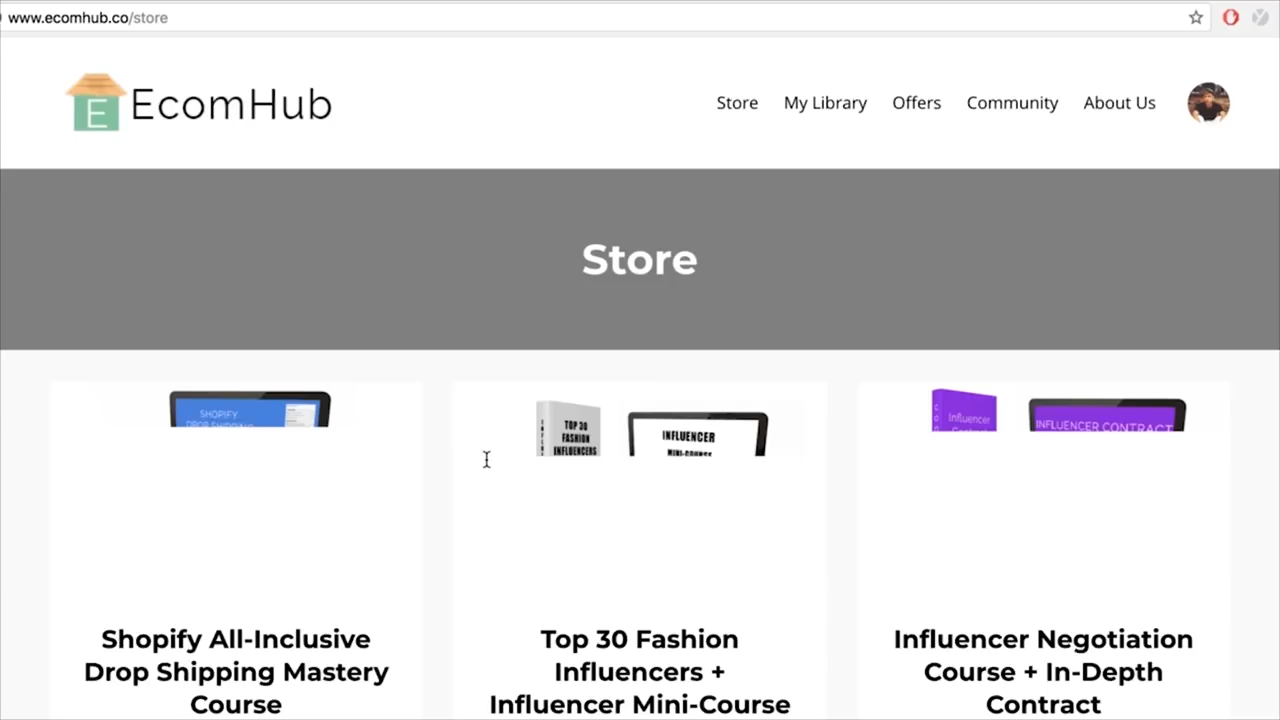 www.ecomhub.co/store
E EcomHub
Store My Library Offers Community About Us
Store
SHOPIFY
DROP SHIPPING
TOP 30
FASHION
INFLUENCERS
INFLUENCER
MINI-COURSE
Influencer
INFLUENCER CONTRACT
Shopify All-Inclusive
Drop Shipping Mastery
Course
Top 30 Fashion
Influencers +
Influencer Mini-Course
Influencer Negotiation
Course + In-Depth
Contract